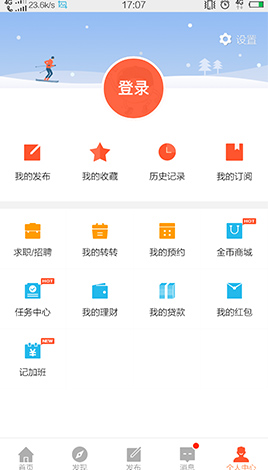 4G 23.6k/s 17:07 4G
设置
登录
我的发布 我的收藏 历史记录 我的订阅
HOT
求职/招聘 我的转转 我的预约 金币商城
HOT
任务中心 我的理财 我的贷款 我的红包
NEW
记加班
首页 发现 发布 消息 个人中心